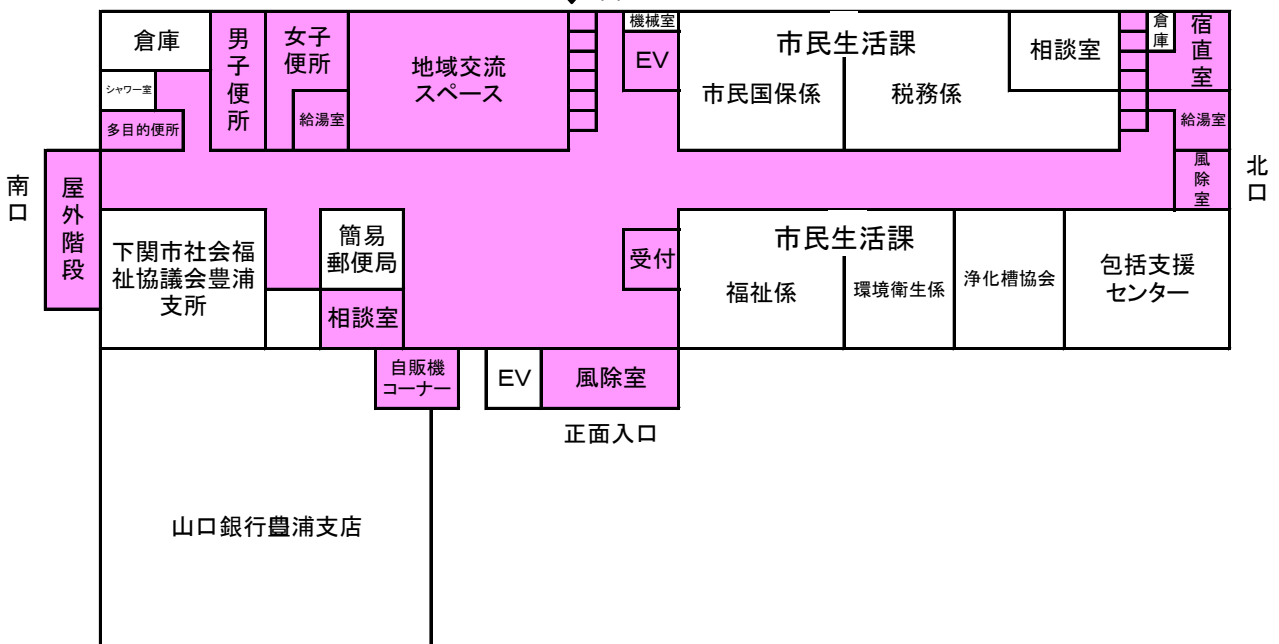 機械室
倉
庫
宿
直
室
倉庫
男
子
便
所
女子
便所
地域交流
スペース
EV
市民生活課
相談室
市民国保係
税務係
シャワー室
多目的便所
給湯室
給湯室
南
口
屋
外
階
段
風
除
室
北
口
下関市社会福
祉協議会豊浦
支所
簡易
郵便局
相談室
受付
市民生活課
福祉係
環境衛生係
浄化槽協会
包括支援
センター
自販機
コーナー
EV
風除室
正面入口
山口銀行豊浦支店